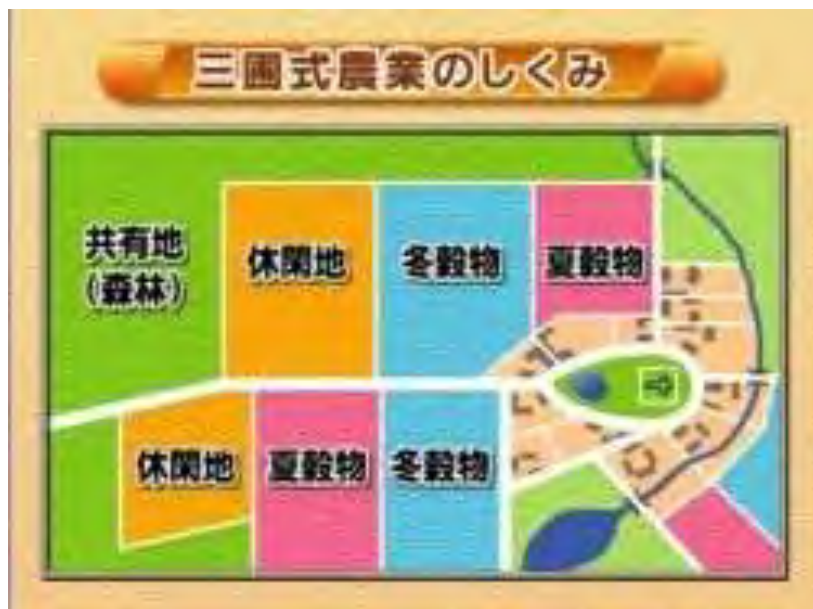 三圃式農業のしくみ
共有地
(森林)
休閑地
冬穀物
夏穀物
休閑地
夏穀物
冬穀物